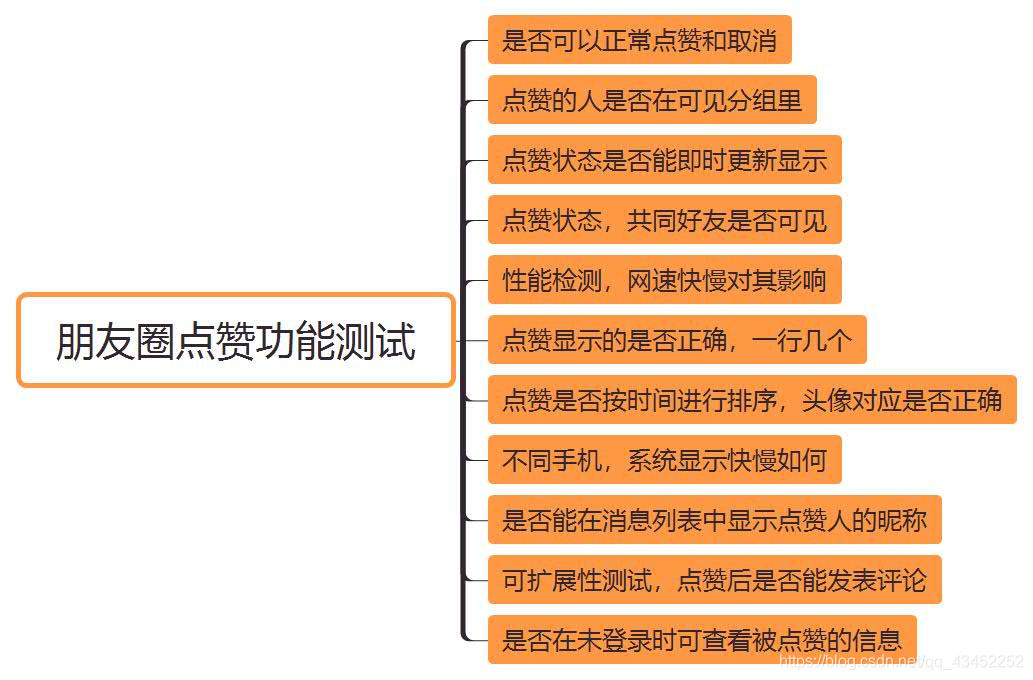 是否可以正常点赞和取消
点赞的人是否在可见分组里
点赞状态是否能即时更新显示
点赞状态，共同好友是否可见
性能检测，网速快慢对其影响
朋友圈点赞功能测试
点赞显示的是否正确，一行几个
点赞是否按时间进行排序，头像对应是否正确
不同手机，系统显示快慢如何
是否能在消息列表中显示点赞人的昵称
可扩展性测试，点赞后是否能发表评论
是否在未登录时可查看被点赞的信息
https://blog.csdn.net/qq_43452252